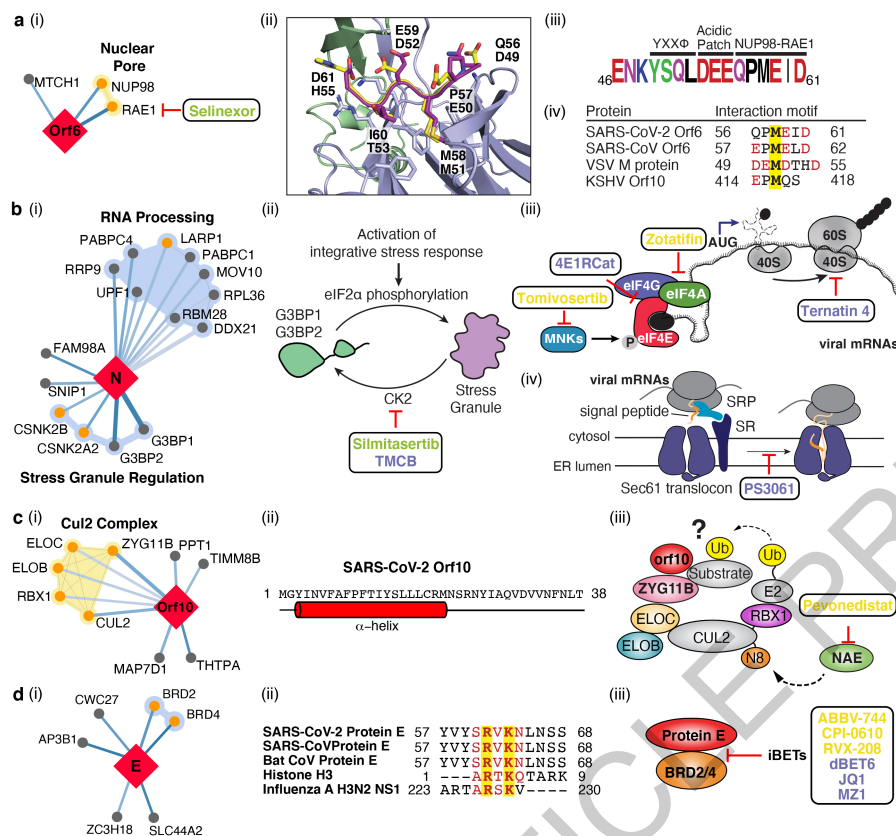 a (i)
Nuclear
Pore
MTCH1
NUP98
RAE1
Orf6
Selinexor
(ii)
E59
D52
Q56
D49
D61
H55
P57
E50
I60
T53
M58
M51
(iii)
YXXΦ
Acidic
Patch
NUP98-RAE1
46 ENKYSQLDEEQPMEID 61
(iv)
Protein Interaction motif
SARS-CoV-2 Orf6 56 QPMEID 61
SARS-CoV Orf6 57 EPMELD 62
VSV M protein 49 DEMDTHD 55
KSHV Orf10 414 EPMQS 418
b (i)
RNA Processing
PABPC4
LARP1
PABPC1
RRP9
MOV10
UPF1
RPL36
RBM28
DDX21
FAM98A
N
SNIP1
CSNK2B
G3BP1
CSNK2A2
G3BP2
Stress Granule Regulation
(ii)
Activation of
integrative stress response
eIF2α phosphorylation
G3BP1
G3BP2
Stress
Granule
CK2
Silmitasertib
TMCB
(iii)
Zotatifin
AUG
60S
40S
40S
4E1RCat
eIF4G
eIF4A
Tomivosertib
MNKs
P
eIF4E
Ternatin 4
viral mRNAs
(iv)
viral mRNAs
SRP
signal peptide
SR
cytosol
ER lumen
Sec61 translocon
PS3061
c (i)
Cul2 Complex
ELOC
ZYG11B
PPT1
TIMM8B
ELOB
RBX1
Orf10
CUL2
MAP7D1
THTPA
(ii)
SARS-CoV-2 Orf10
1 MGYINVFAFPFTIYSLLLCRMNSRNYIAQVDVVNFNLT 38
α-helix
(iii)
?
orf10
Ub
Ub
Substrate
ZYG11B
E2
Pevonedistat
ELOC
RBX1
CUL2
ELOB
N8
NAE
d (i)
CWC27
BRD2
BRD4
AP3B1
E
ZC3H18
SLC44A2
(ii)
SARS-CoV-2 Protein E 57 YVYSRVKNLNSS 68
SARS-CoVProtein E 57 YVYSRVKNLNSS 68
Bat CoV Protein E 57 YVYSRVKNLNSS 68
Histone H3 1 ---ARTKQTARK 9
Influenza A H3N2 NS1 223 ARTARSKV---- 230
(iii)
Protein E
BRD2/4
iBETs
ABBV-744
CPI-0610
RVX-208
dBET6
JQ1
MZ1